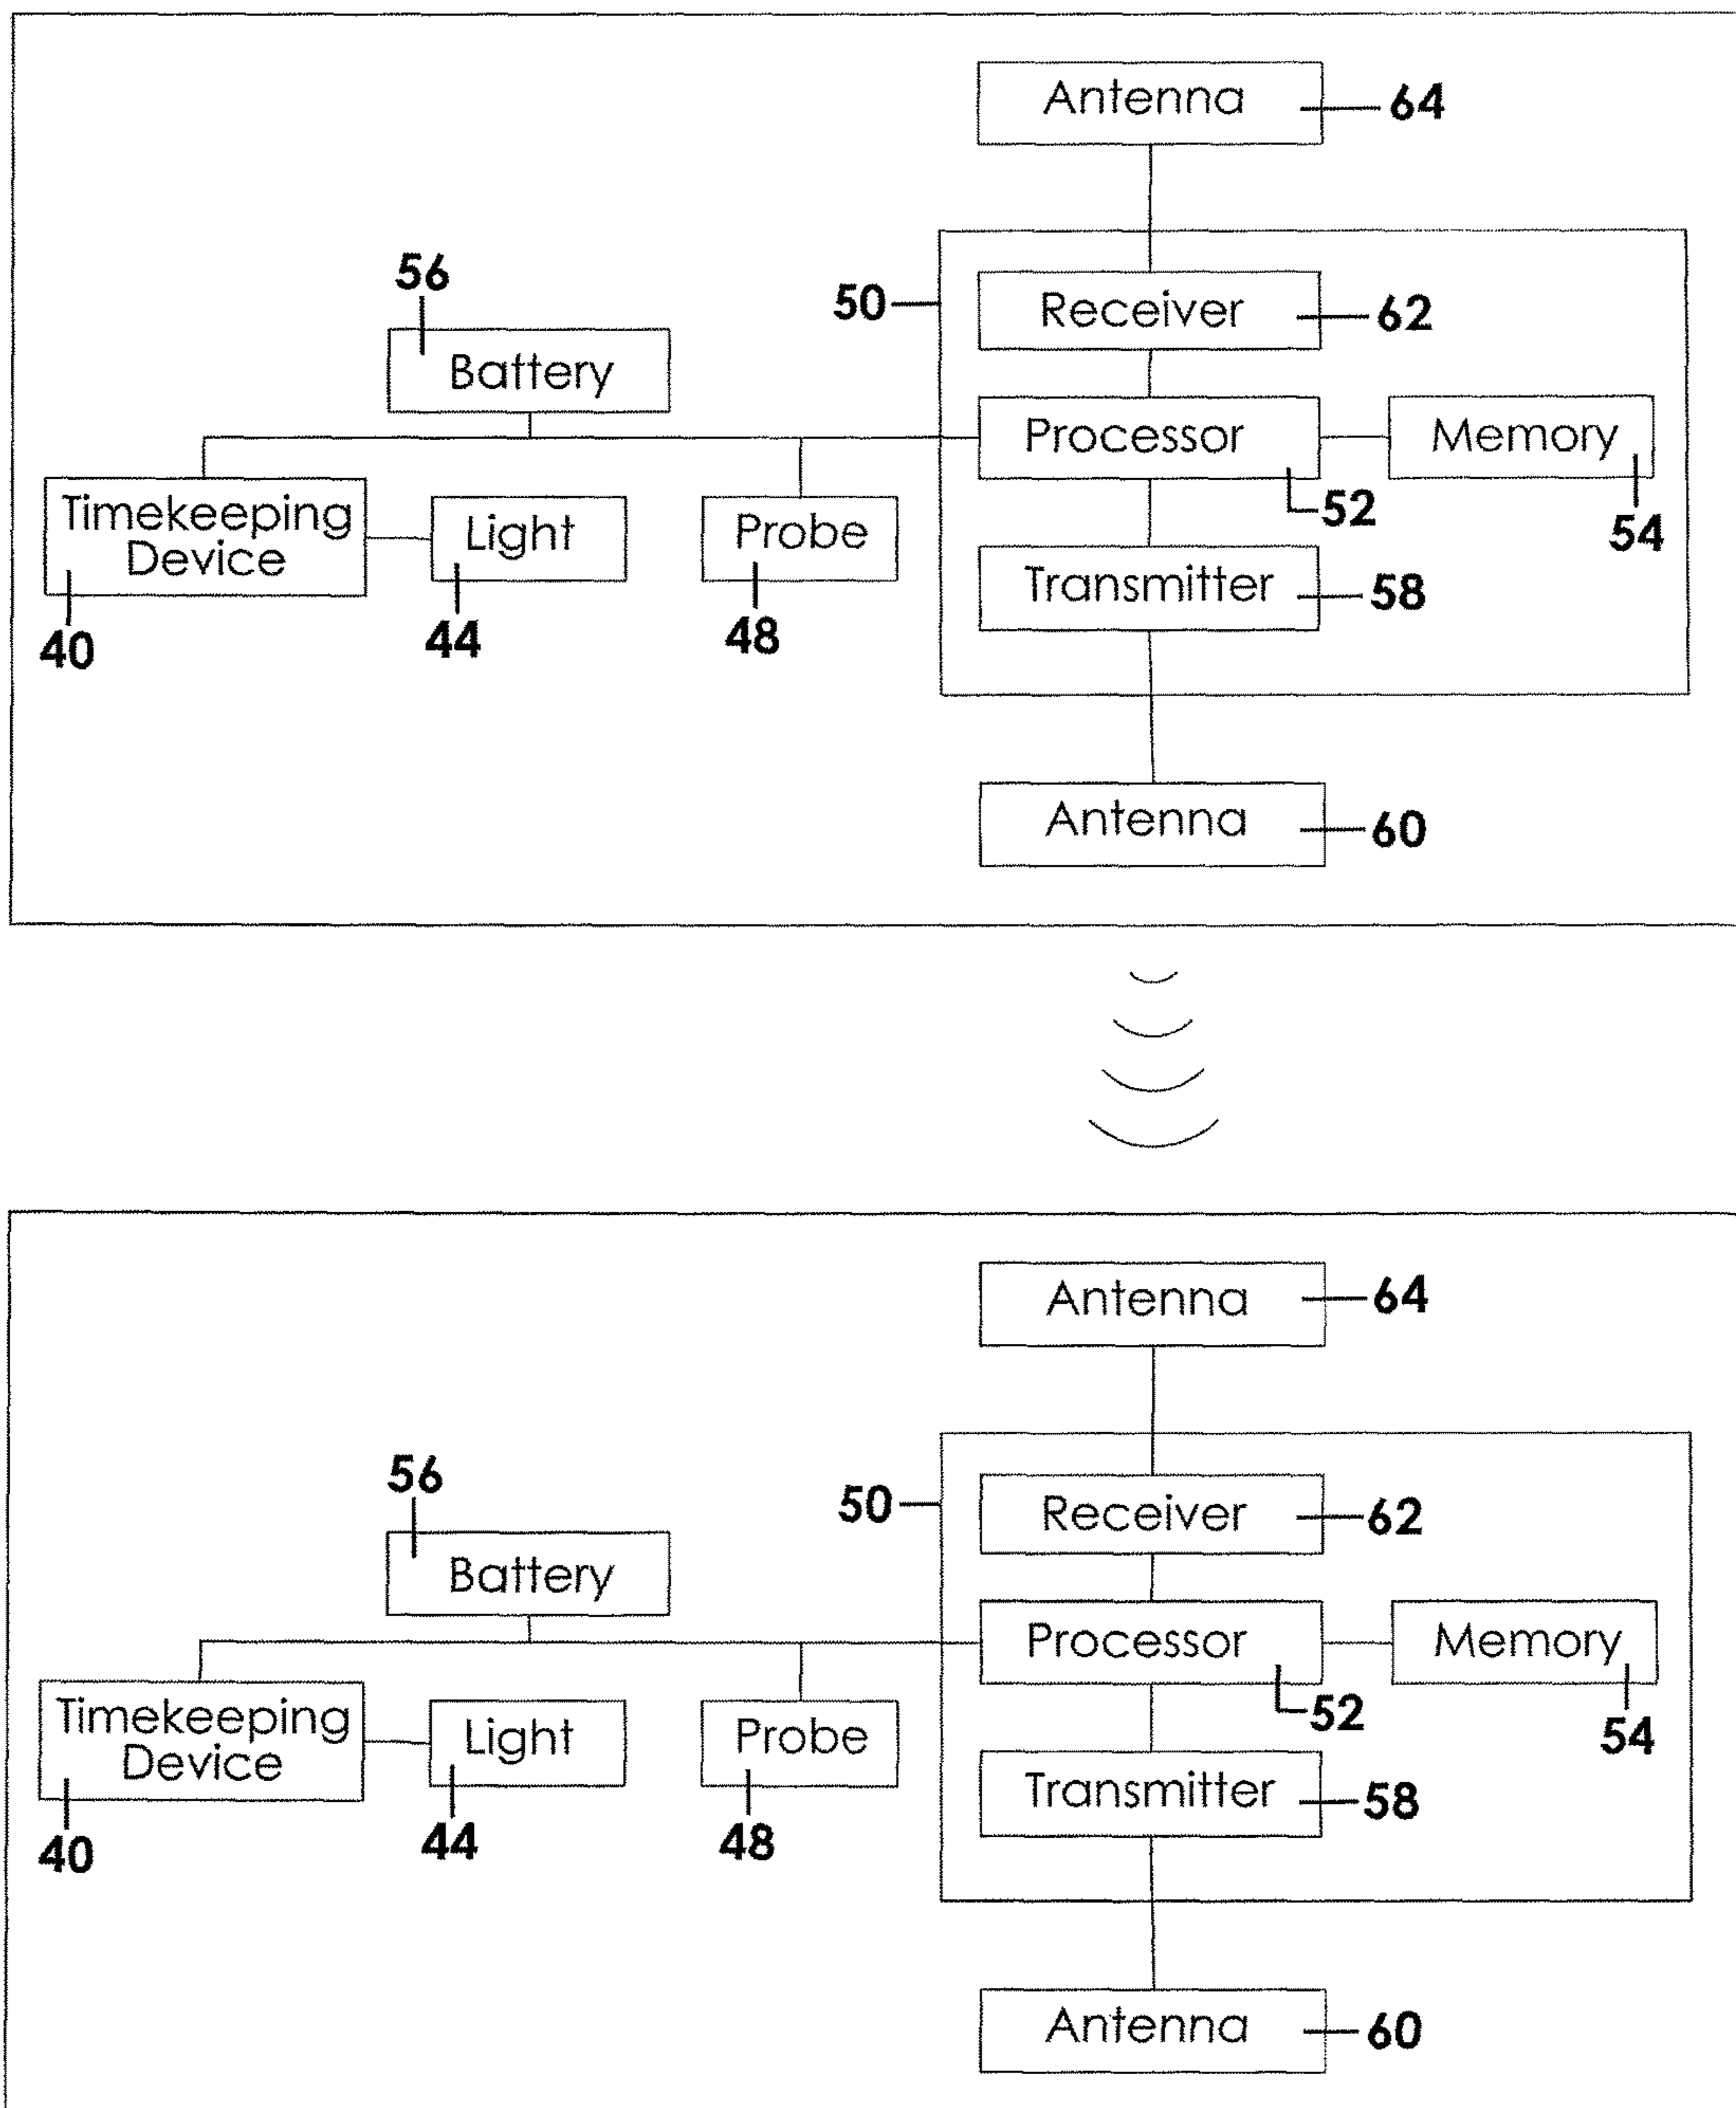 Antenna
64
56
50
Receiver
62
Battery
Processor
Memory
52
54
Timekeeping
Device
Light
Probe
Transmitter
58
40
44
48
Antenna
60
Antenna
64
56
50
Receiver
62
Battery
Processor
Memory
52
54
Timekeeping
Device
Light
Probe
Transmitter
58
40
44
48
Antenna
60